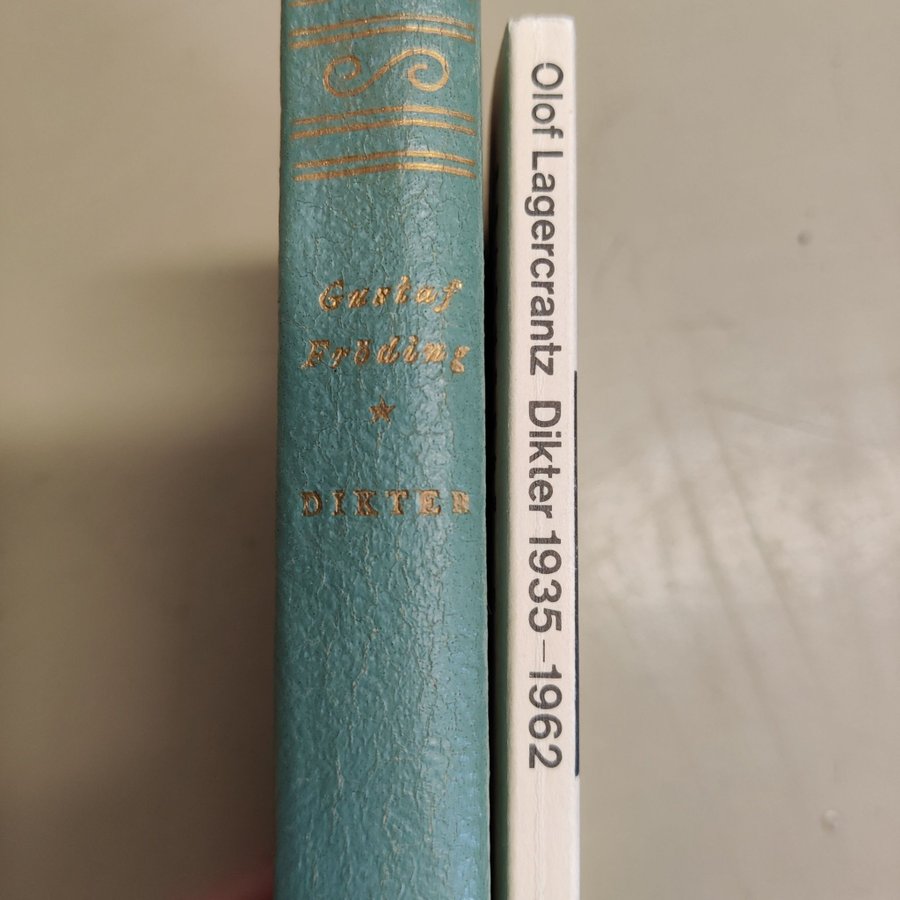 Gustaf
Fröding
DIKTER
Olof Lagercrantz Dikter 1935–1962